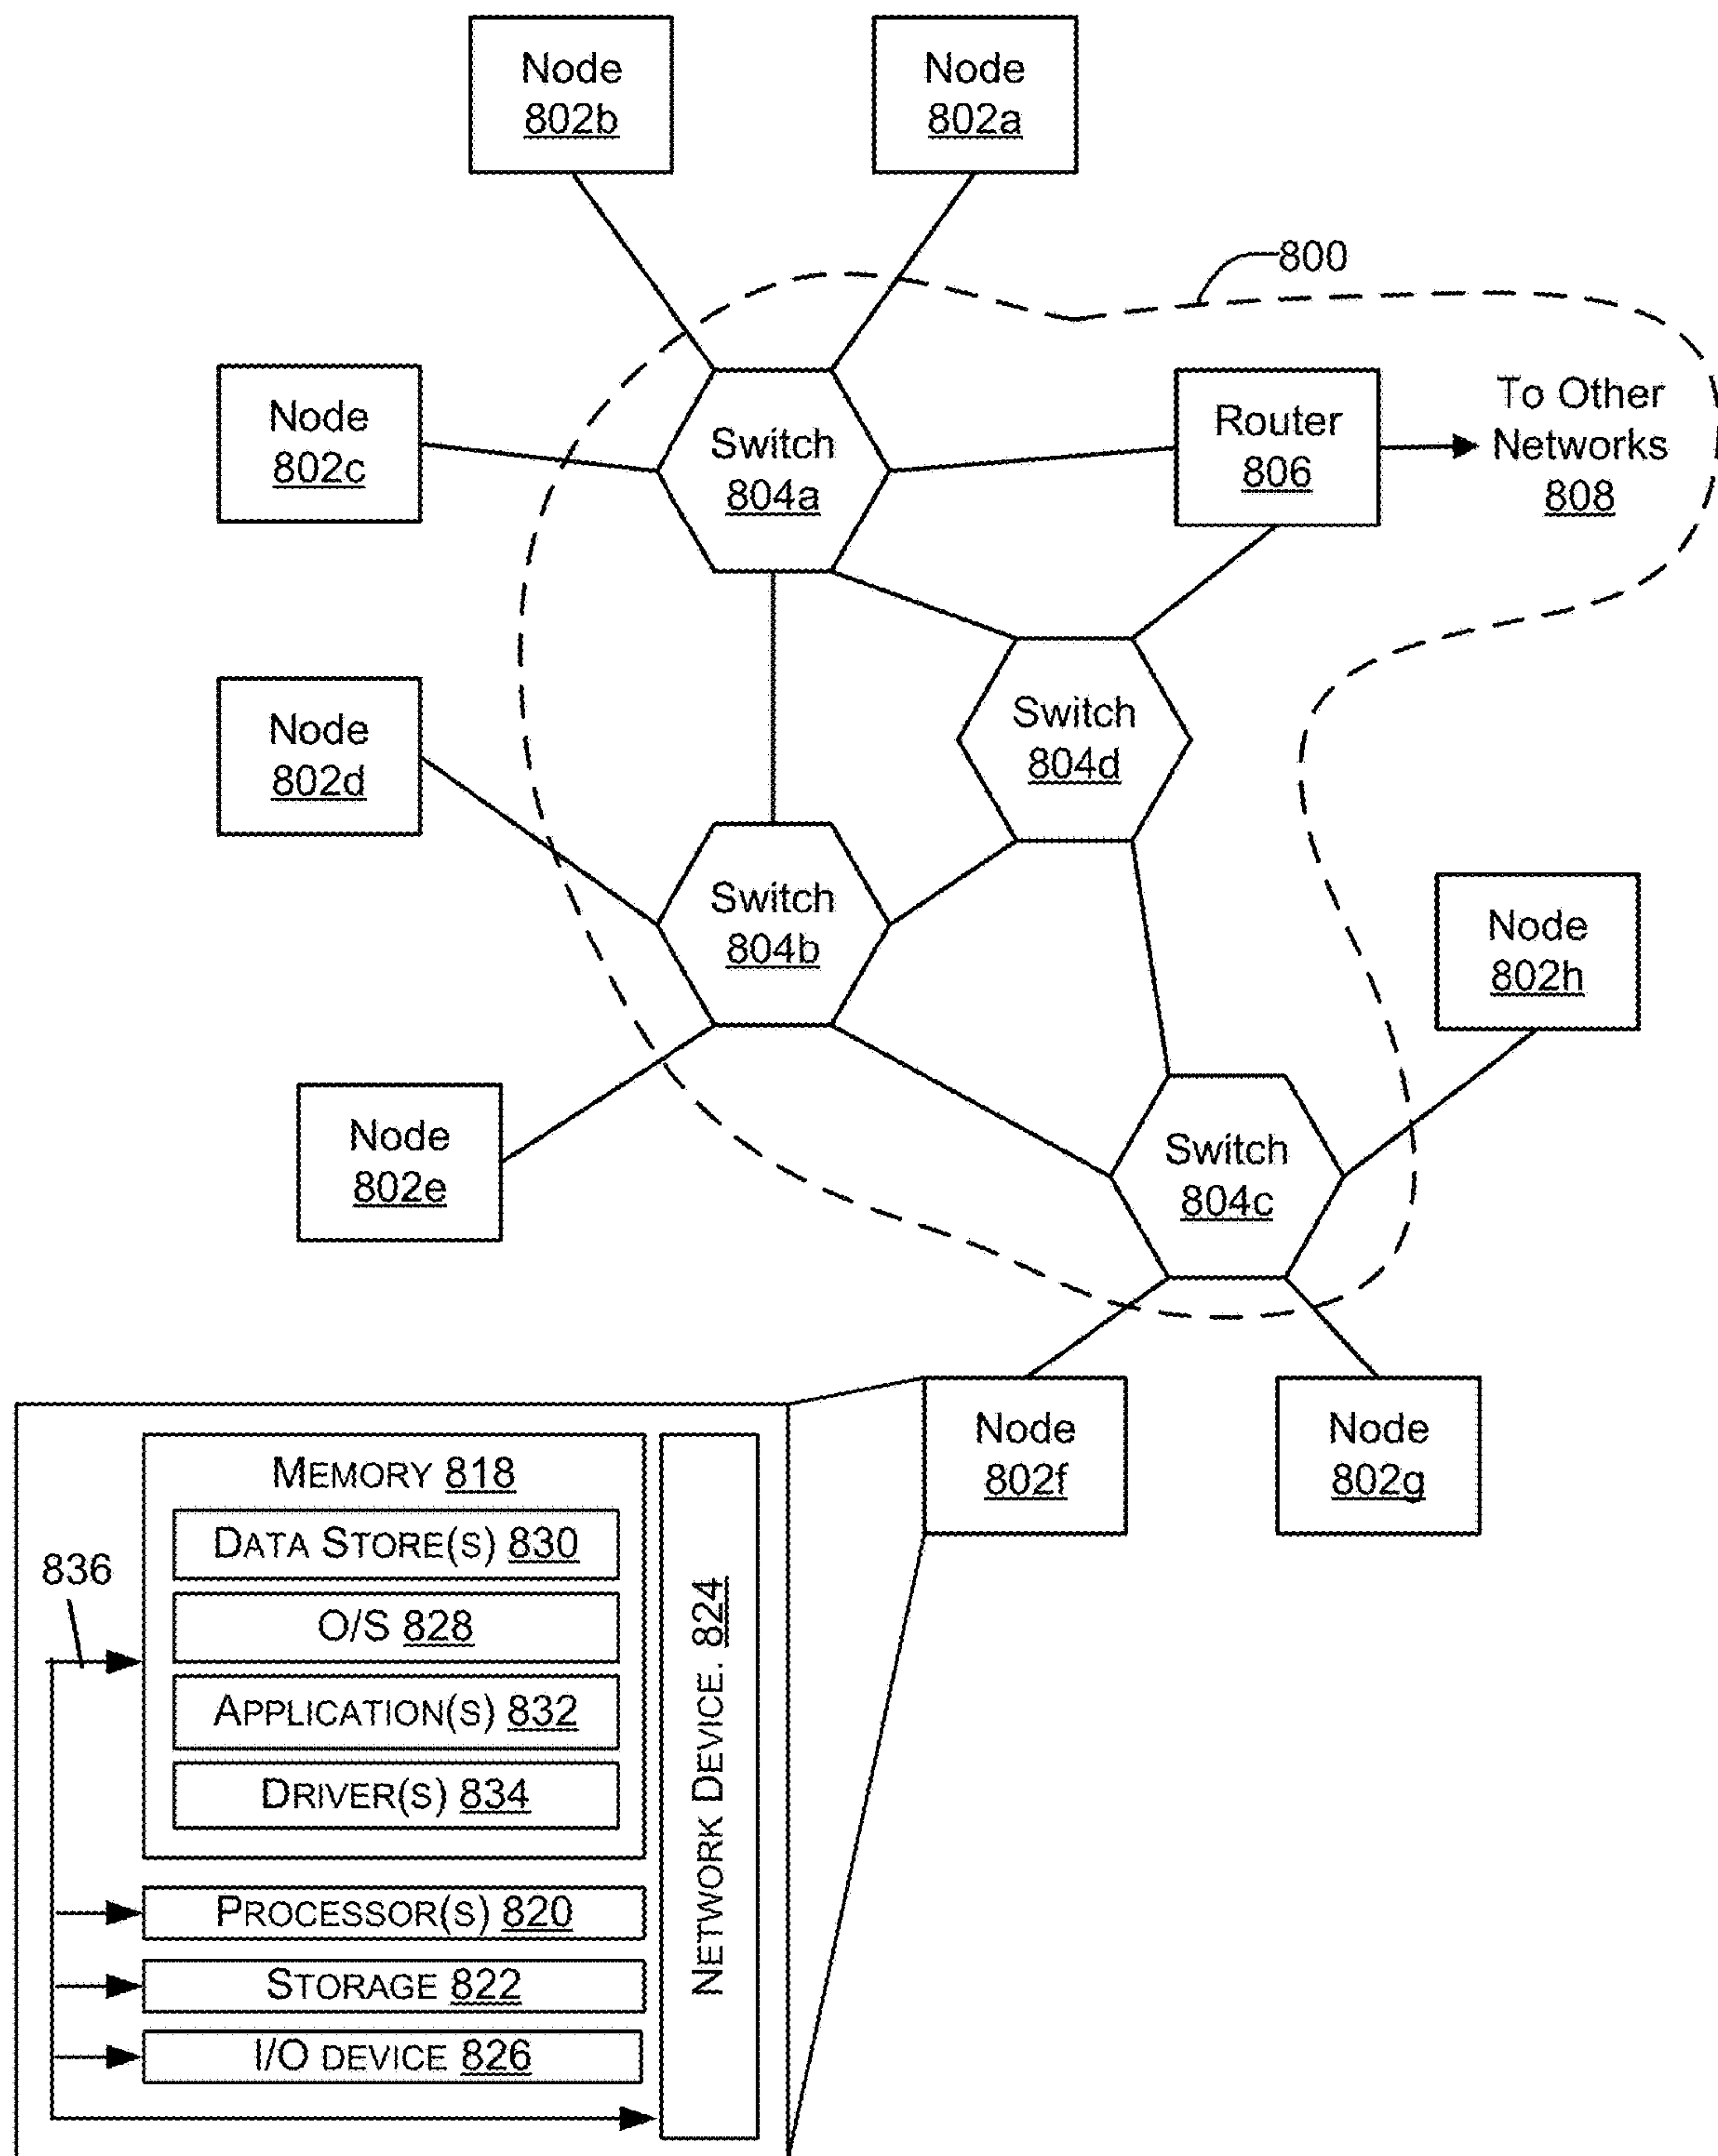 Node
802b
Node
802a
800
Node
802c
Switch
804a
Router
806
To Other
Networks
808
Node
802d
Switch
804d
Switch
804b
Node
802h
Node
802e
Switch
804c
Node
802f
Node
802g
MEMORY 818
DATA STORE(S) 830
836
O/S 828
APPLICATION(S) 832
DRIVER(S) 834
NETWORK DEVICE. 824
PROCESSOR(S) 820
STORAGE 822
I/O DEVICE 826